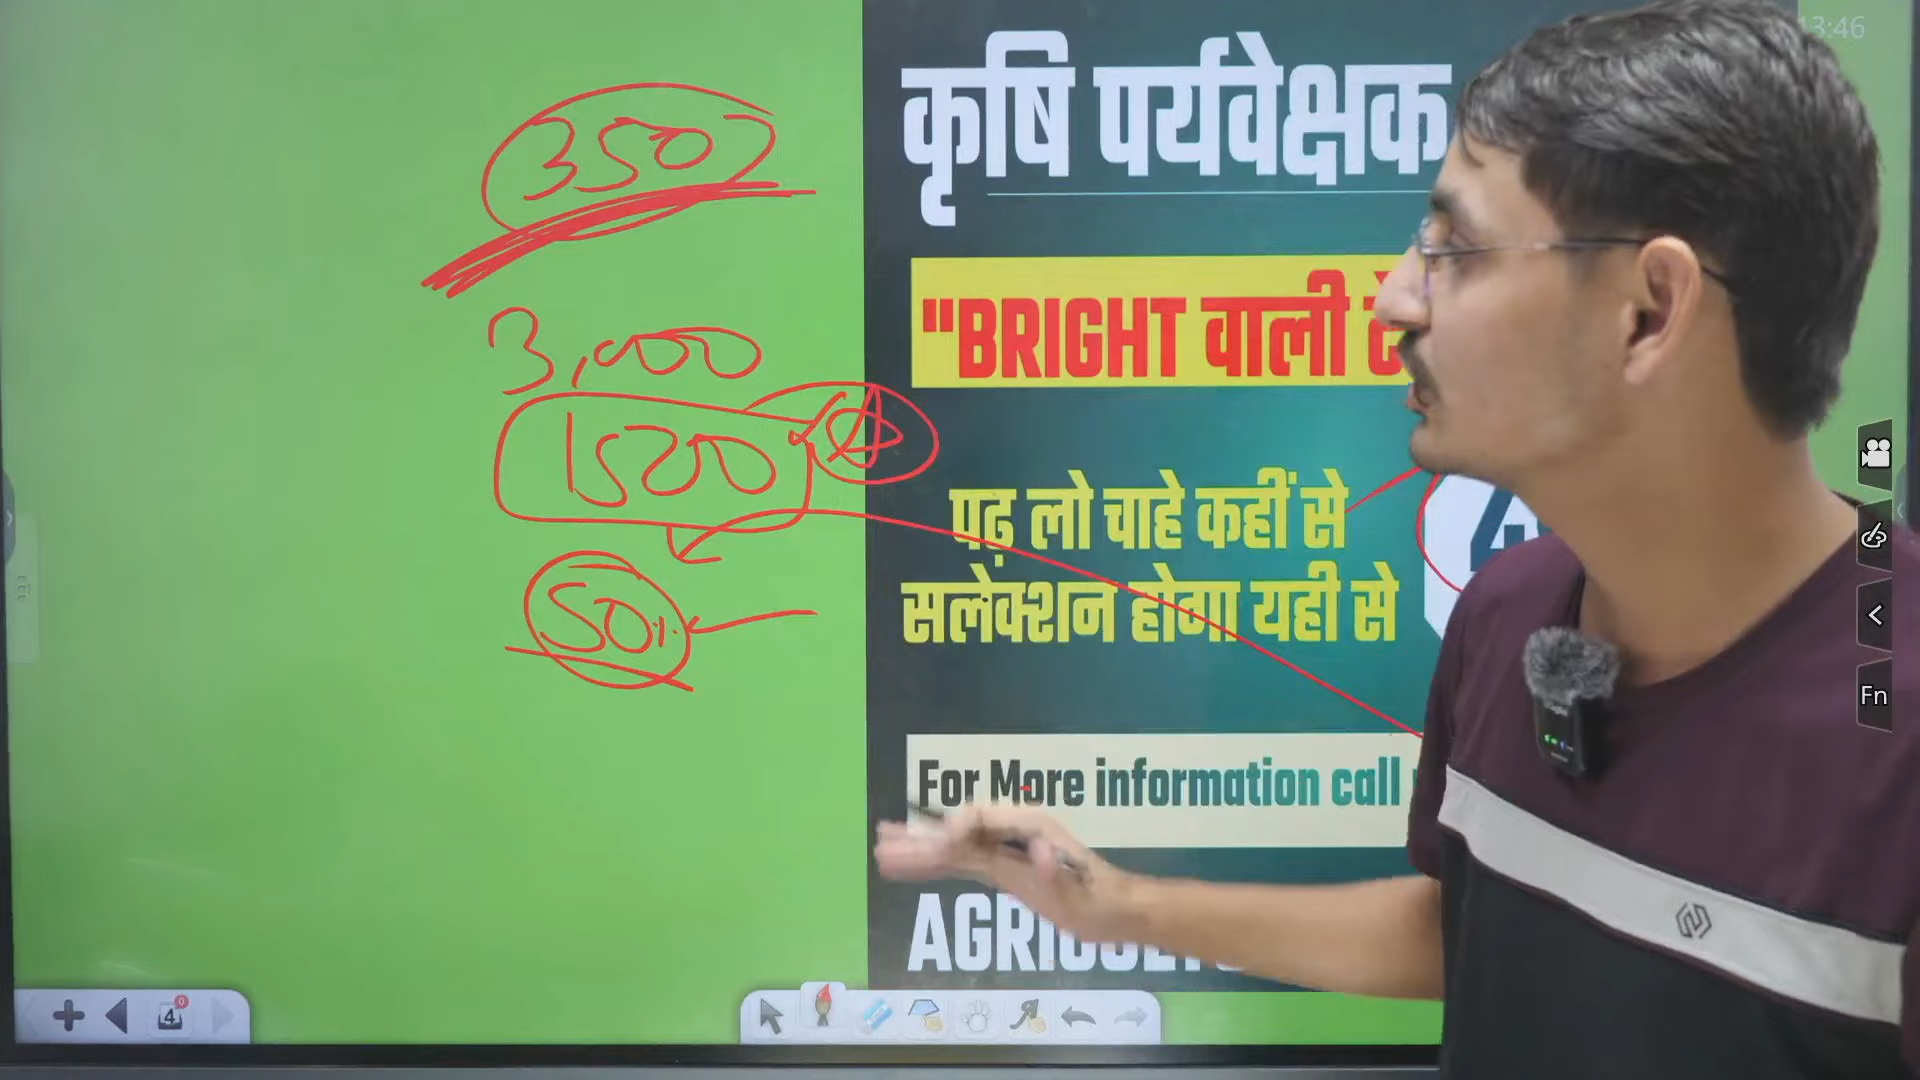 13:46
3502
3,000
1500
A
50%
कृषि पर्यवेक्षक
"BRIGHT वाली
पढ़ लो चाहे कहीं से
सलेक्शन होगा यही से
For More information call
4
Fn